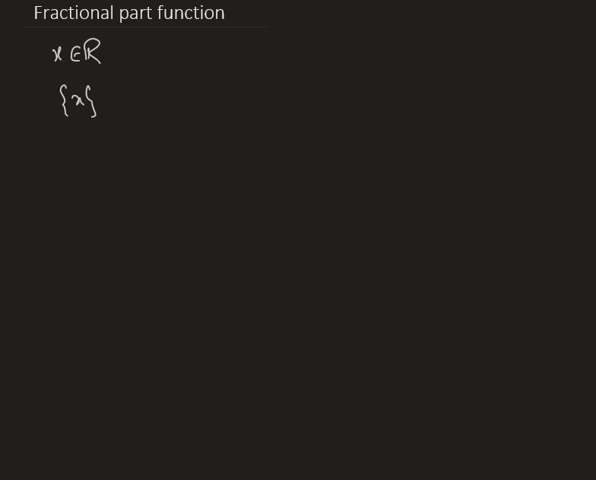 Fractional part function
x ∈ ℝ
{x}